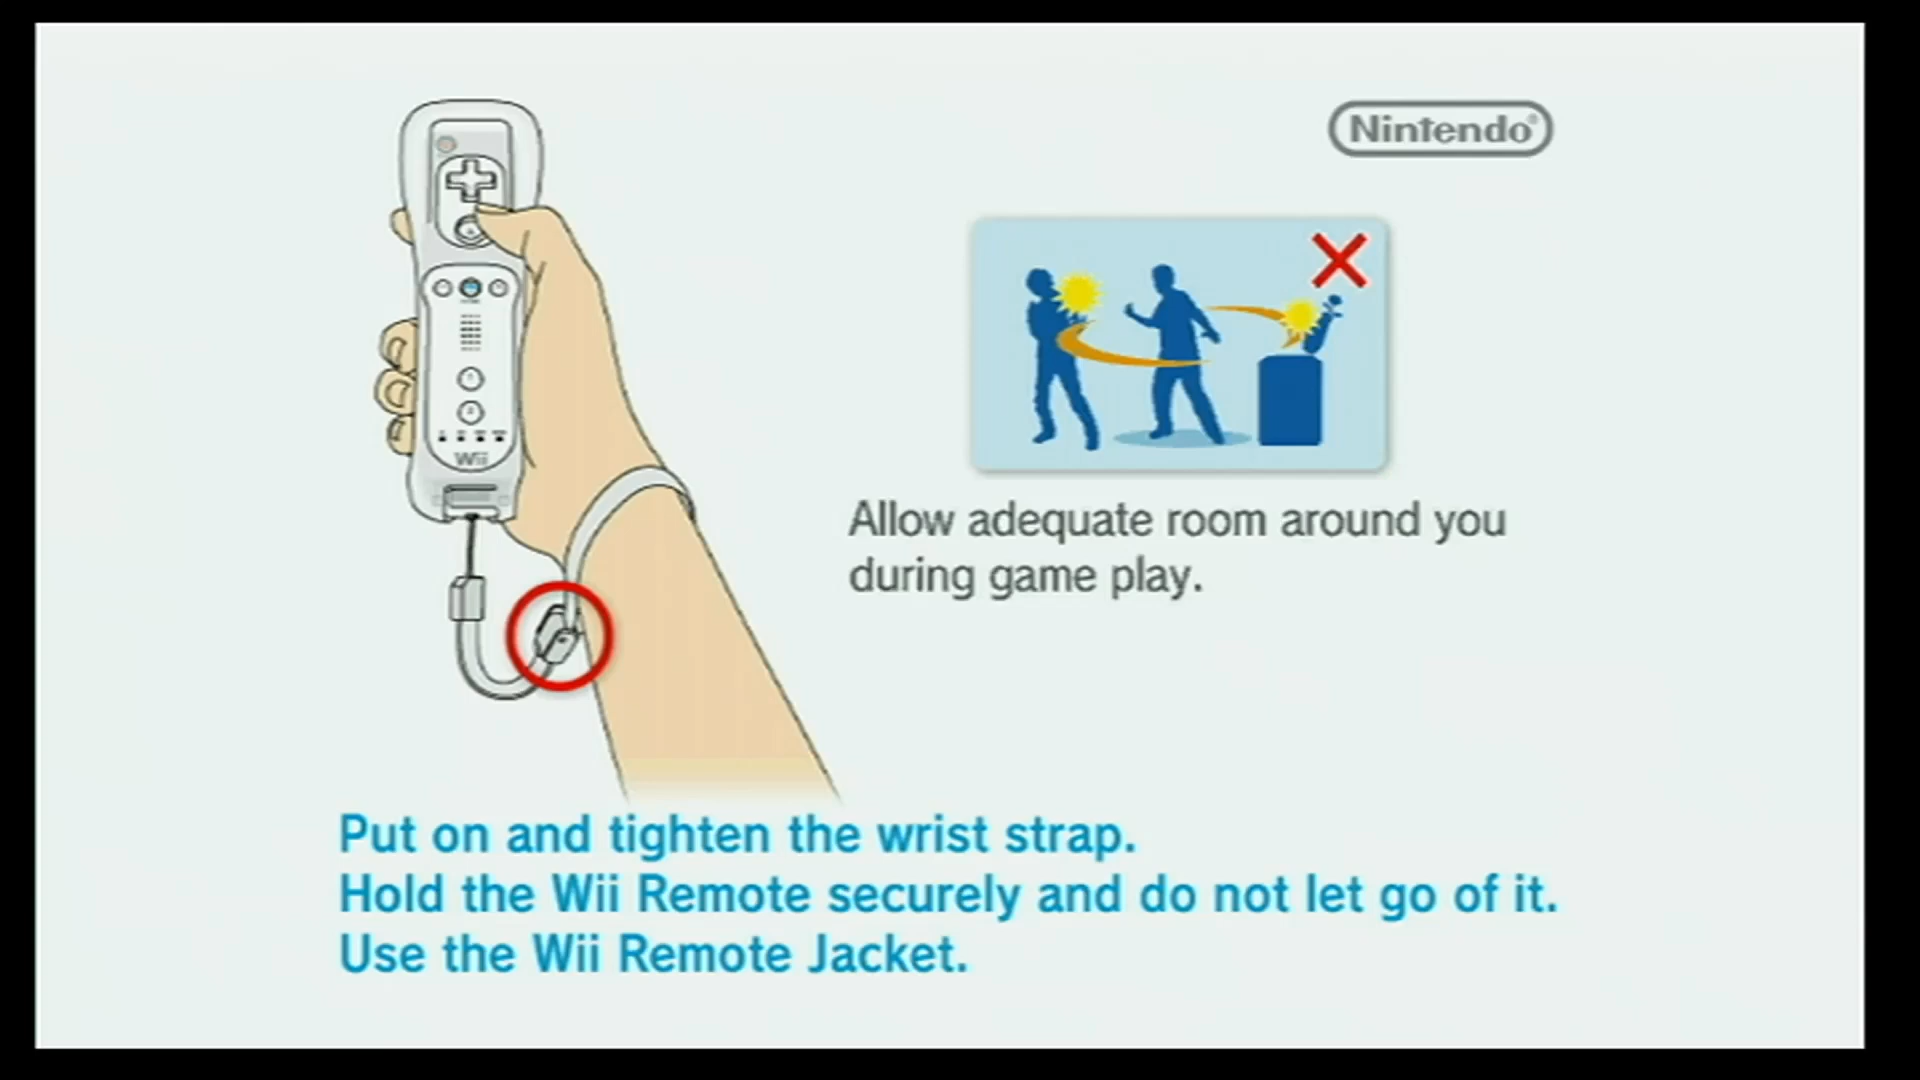 Nintendo®
Wii
Allow adequate room around you
during game play.
Put on and tighten the wrist strap.
Hold the Wii Remote securely and do not let go of it.
Use the Wii Remote Jacket.